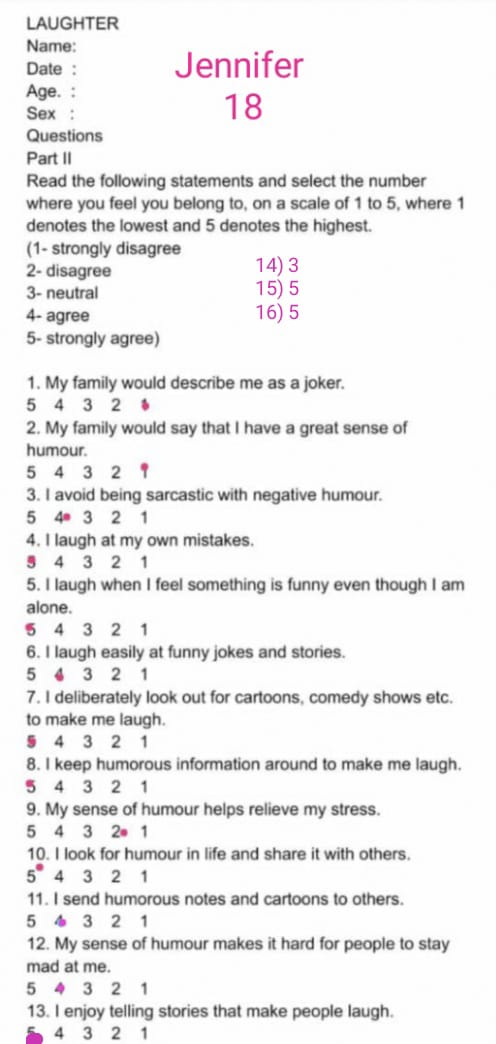 LAUGHTER
Name:
Jennifer
Date :
Age. :
18
Sex :
Questions
Part II
Read the following statements and select the number
where you feel you belong to, on a scale of 1 to 5, where 1
denotes the lowest and 5 denotes the highest.
(1- strongly disagree
2- disagree
14) 3
3- neutral
15) 5
4- agree
16) 5
5- strongly agree)
1. My family would describe me as a joker.
5 4 3 2 1
2. My family would say that I have a great sense of
humour.
5 4 3 2 1
3. I avoid being sarcastic with negative humour.
5 4 3 2 1
4. I laugh at my own mistakes.
5 4 3 2 1
5. I laugh when I feel something is funny even though I am
alone.
5 4 3 2 1
6. I laugh easily at funny jokes and stories.
5 4 3 2 1
7. I deliberately look out for cartoons, comedy shows etc.
to make me laugh.
5 4 3 2 1
8. I keep humorous information around to make me laugh.
5 4 3 2 1
9. My sense of humour helps relieve my stress.
5 4 3 2 1
10. I look for humour in life and share it with others.
5 4 3 2 1
11. I send humorous notes and cartoons to others.
5 4 3 2 1
12. My sense of humour makes it hard for people to stay
mad at me.
5 4 3 2 1
13. I enjoy telling stories that make people laugh.
5 4 3 2 1